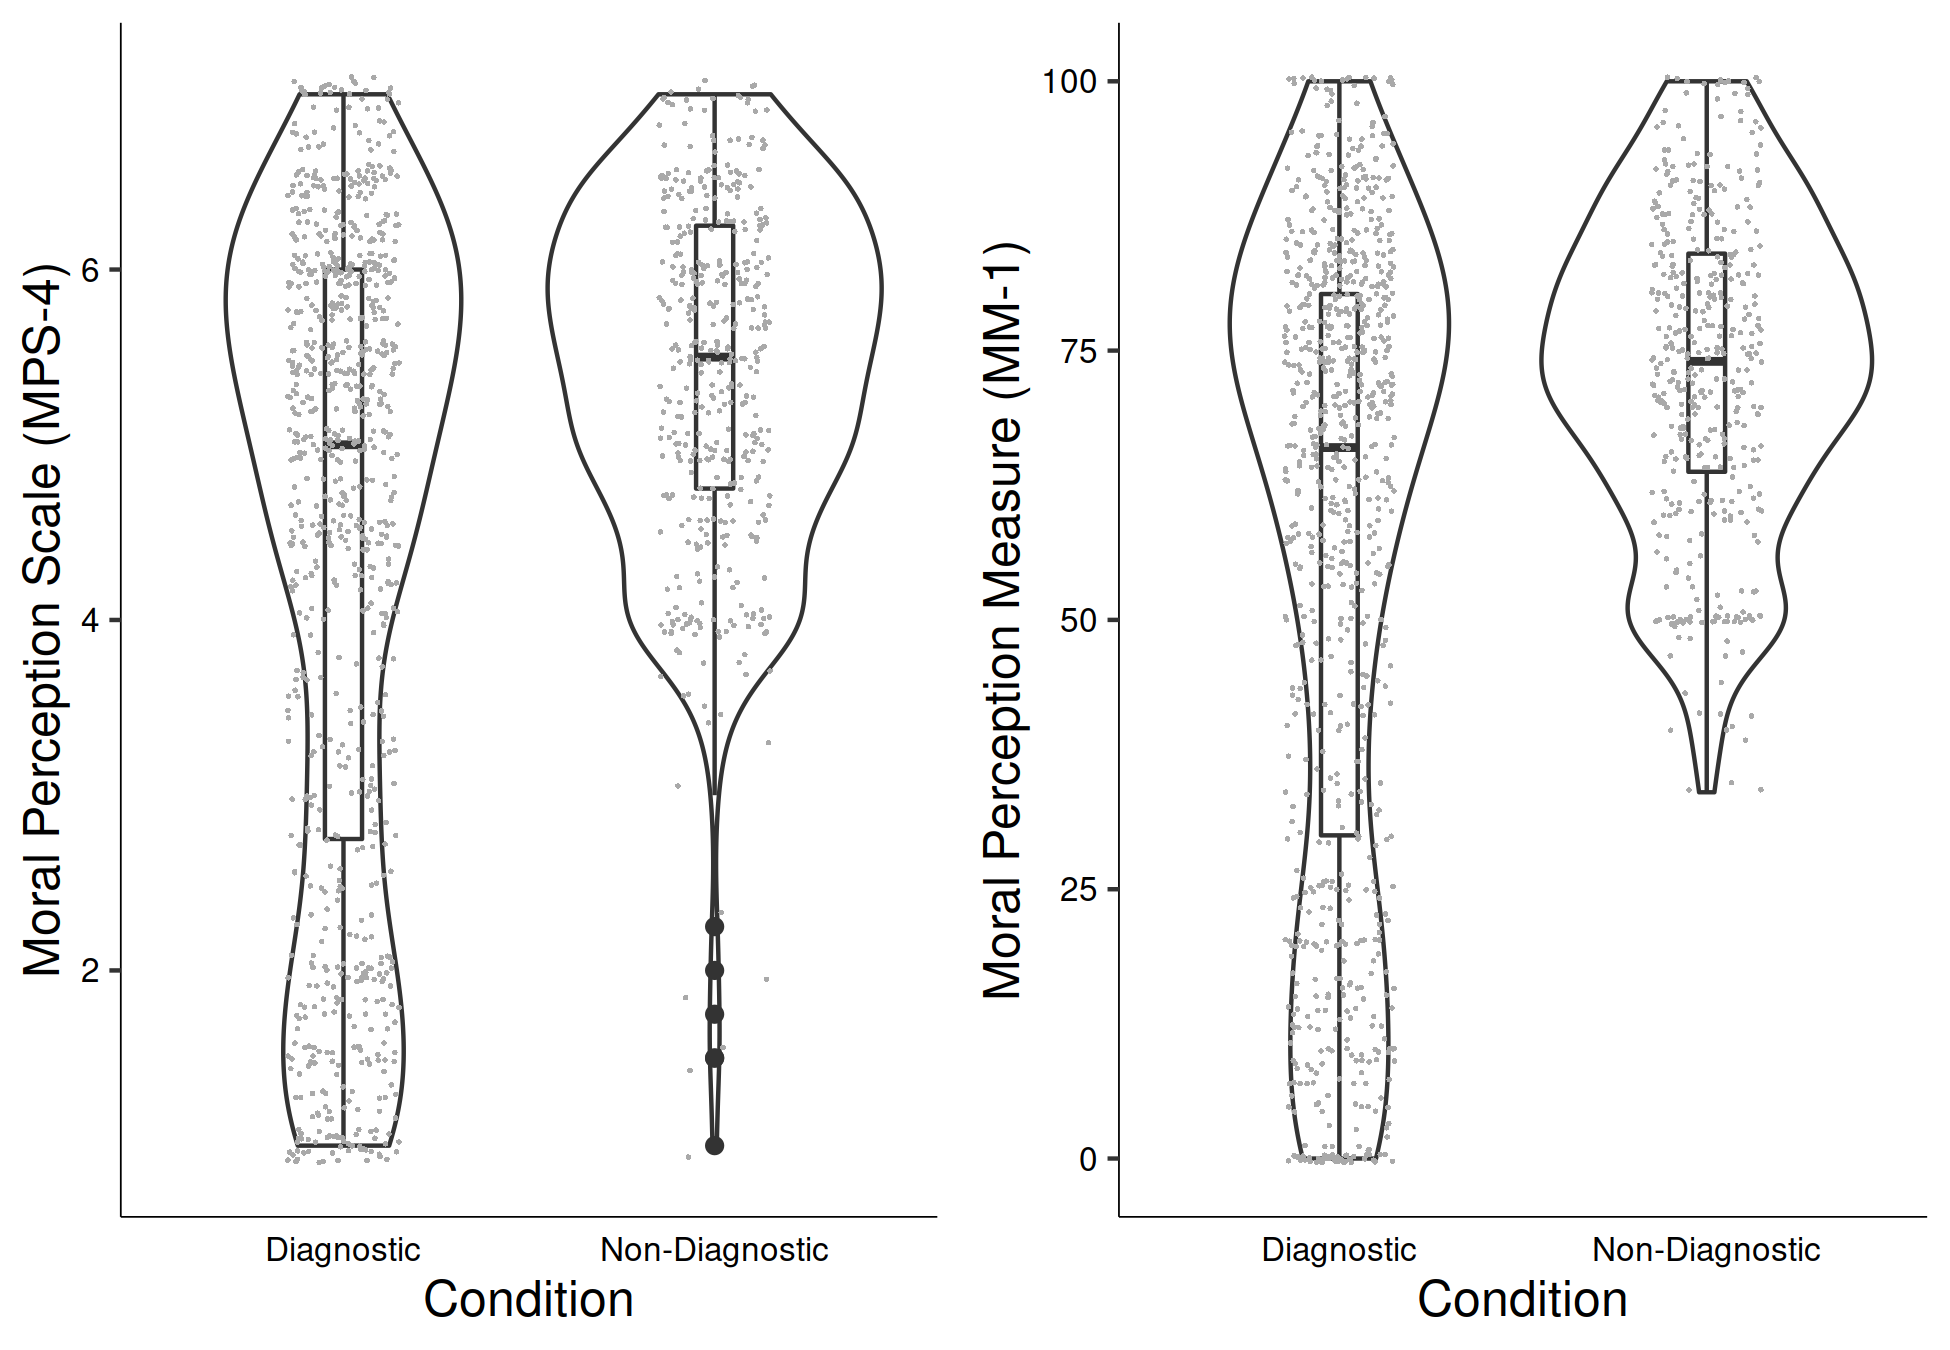 Moral Perception Scale (MPS-4)
6
4
2
Diagnostic
Non-Diagnostic
Condition
Moral Perception Measure (MM-1)
100
75
50
25
0
Diagnostic
Non-Diagnostic
Condition